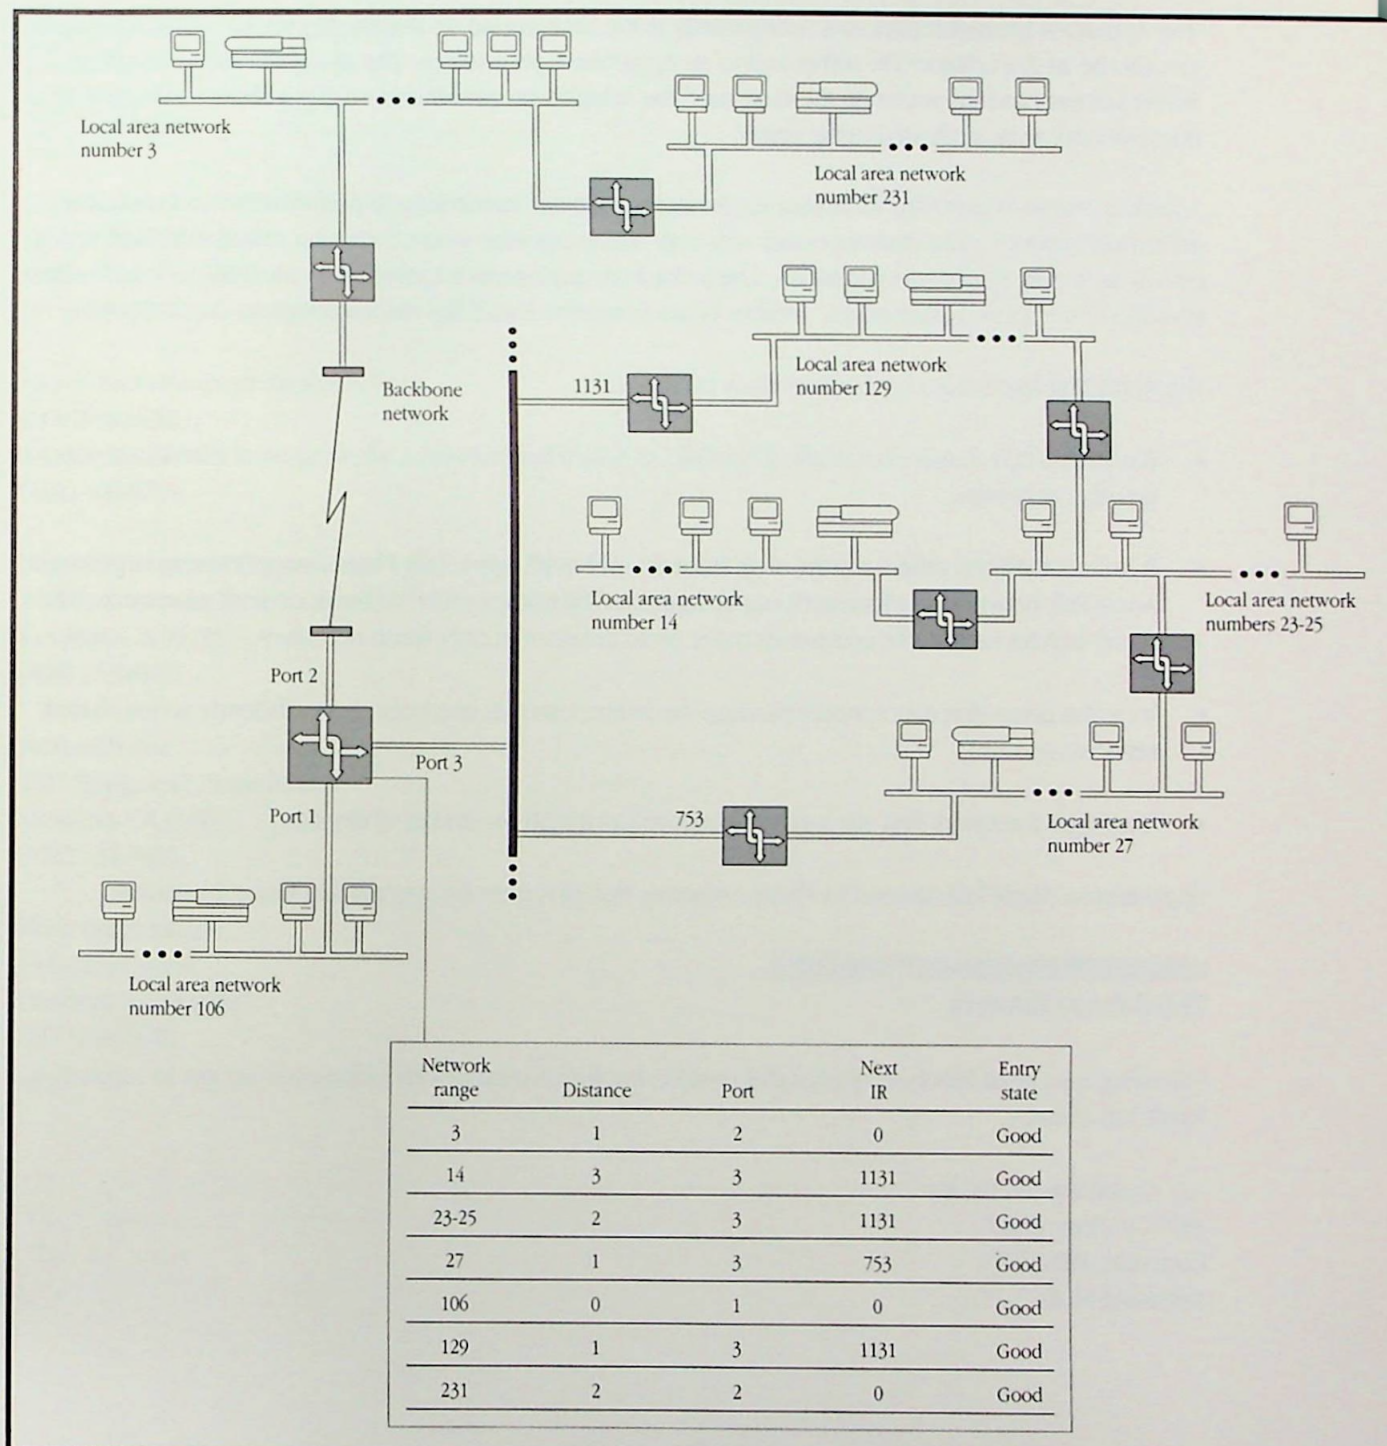 Local area network
number 3
Local area network
number 231
Backbone
network
1131
Local area network
number 129
Local area network
number 14
Local area network
numbers 23-25
Port 2
Port 3
Port 1
753
Local area network
number 27
Local area network
number 106
Network range Distance Port Next IR Entry state
3 1 2 0 Good
14 3 3 1131 Good
23-25 2 3 1131 Good
27 1 3 753 Good
106 0 1 0 Good
129 1 3 1131 Good
231 2 2 0 Good